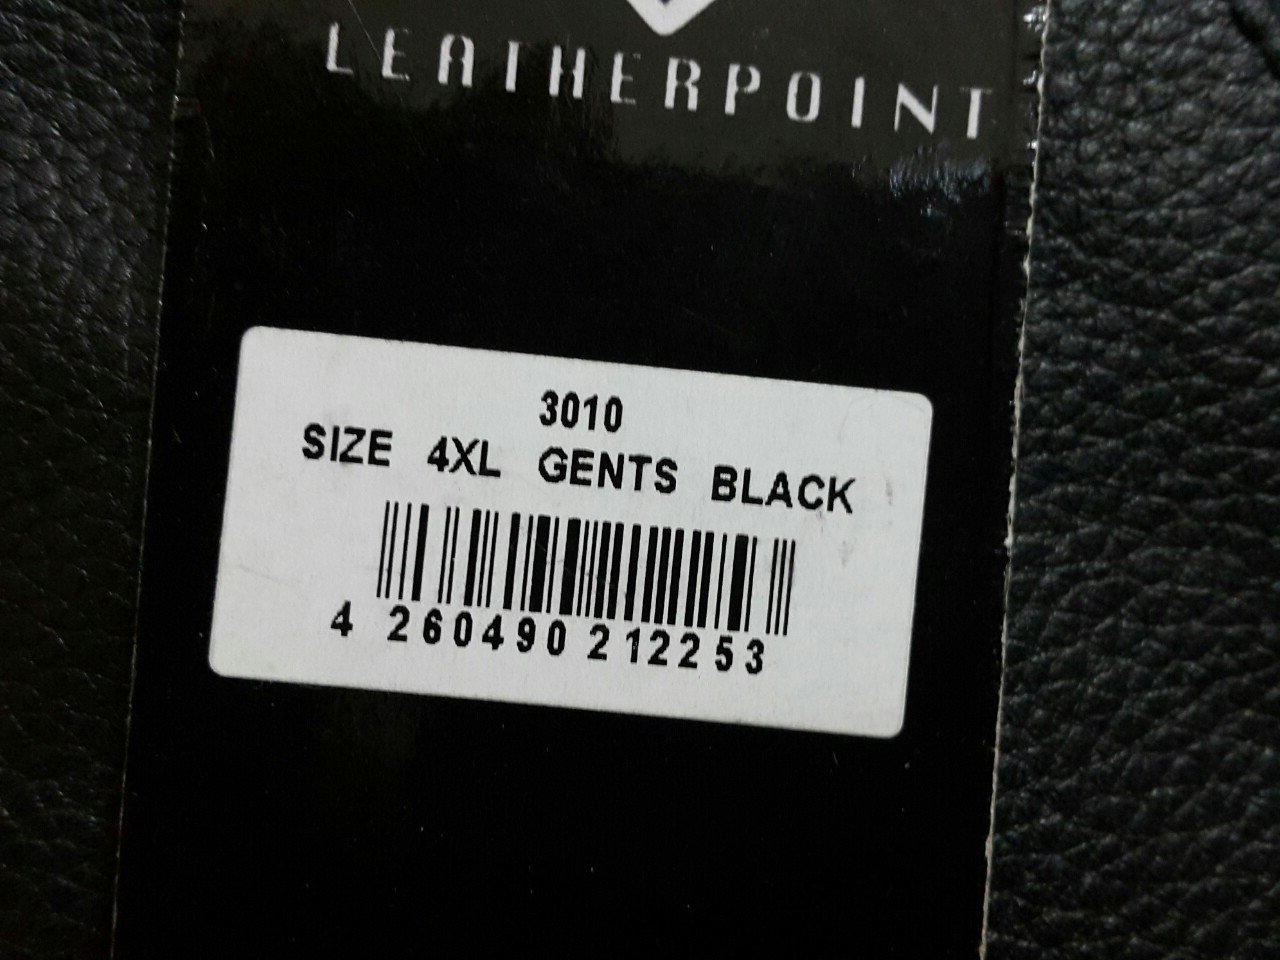 LEATHERPOINT
3010
SIZE 4XL GENTS BLACK
4 260490 212253